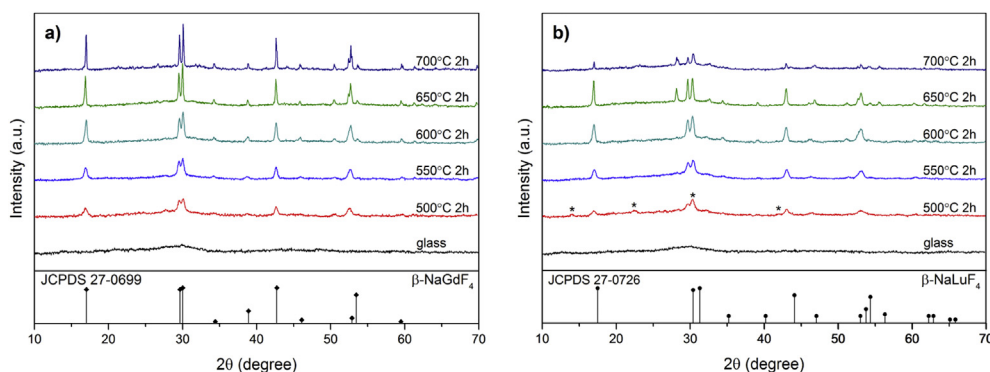 a)
700°C 2h
650°C 2h
600°C 2h
550°C 2h
500°C 2h
glass
Intensity (a.u.)
JCPDS 27-0699
β-NaGdF₄
10 20 30 40 50 60 70
2θ (degree)
b)
700°C 2h
650°C 2h
600°C 2h
550°C 2h
500°C 2h
* * * *
glass
Intensity (a.u.)
JCPDS 27-0726
β-NaLuF₄
10 20 30 40 50 60 70
2θ (degree)